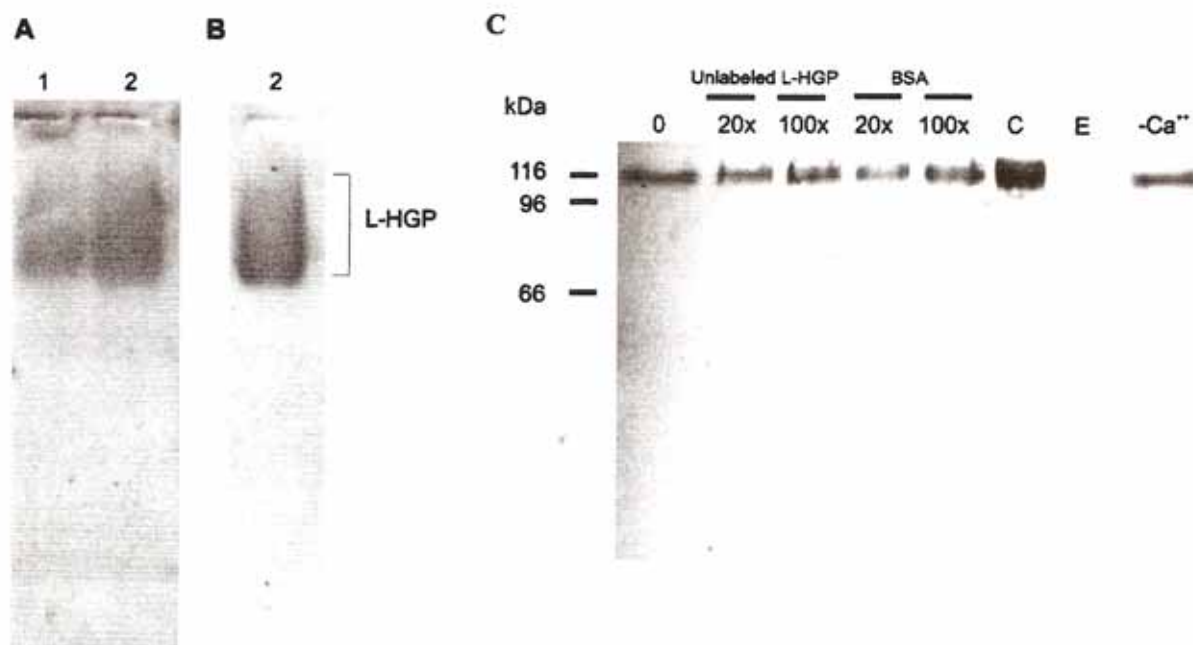 A
B
C
1 2
2
L-HGP
Unlabeled L-HGP BSA
kDa
0 20x 100x 20x 100x C E -Ca⁺⁺
116
96
66